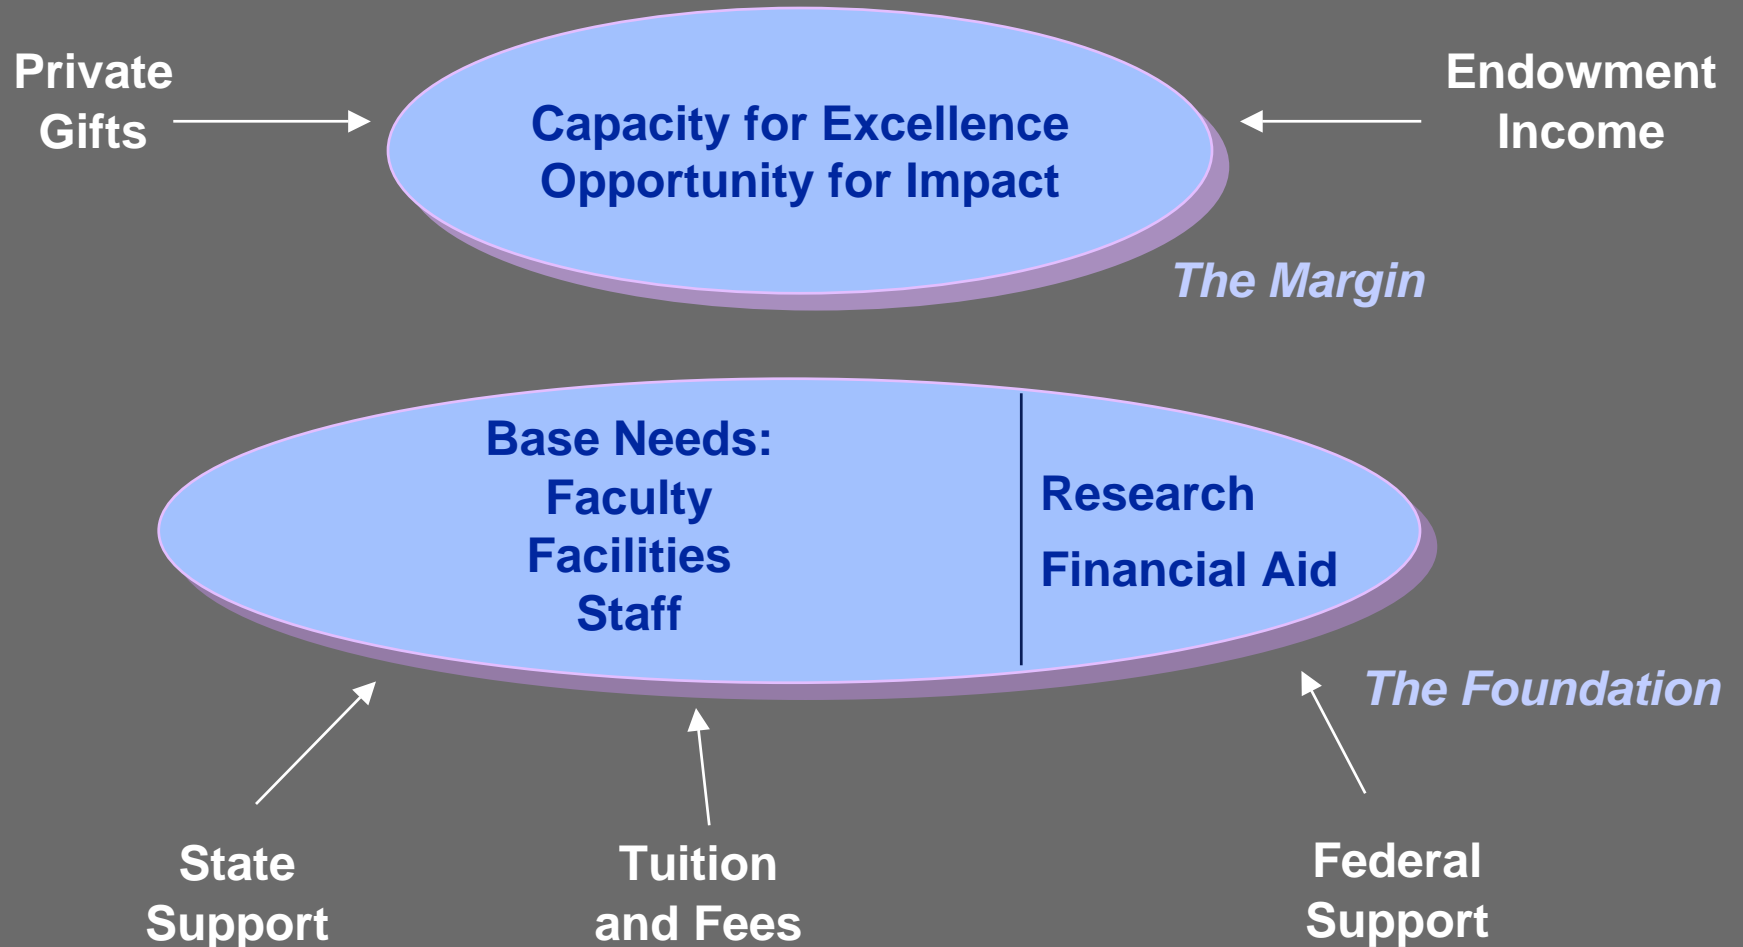 Private
Gifts
Capacity for Excellence
Opportunity for Impact
Endowment
Income
The Margin
Base Needs:
Faculty
Facilities
Staff
Research
Financial Aid
The Foundation
State
Support
Tuition
and Fees
Federal
Support